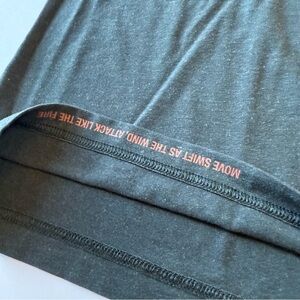 MOVE SWIFT AS THE WIND, ATTACK LIKE THE FIRE